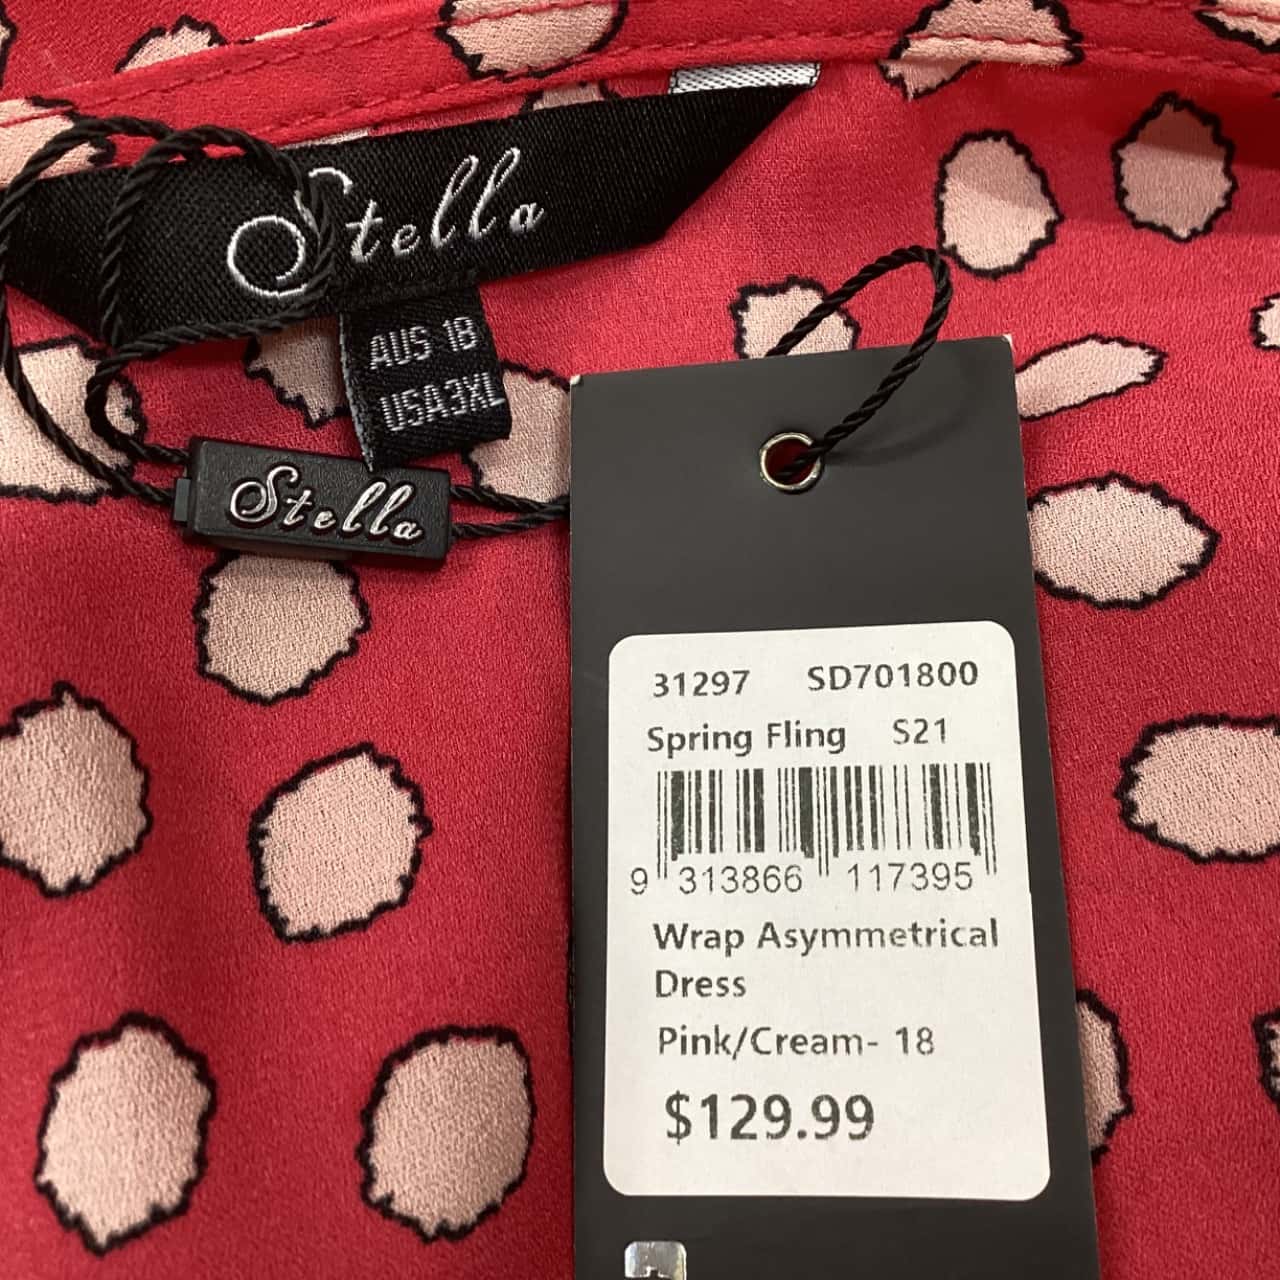 Stella
AUS 18
USA3XL
Stella
31297 SD701800
Spring Fling S21
9 313866 117395
Wrap Asymmetrical
Dress
Pink/Cream- 18
$129.99